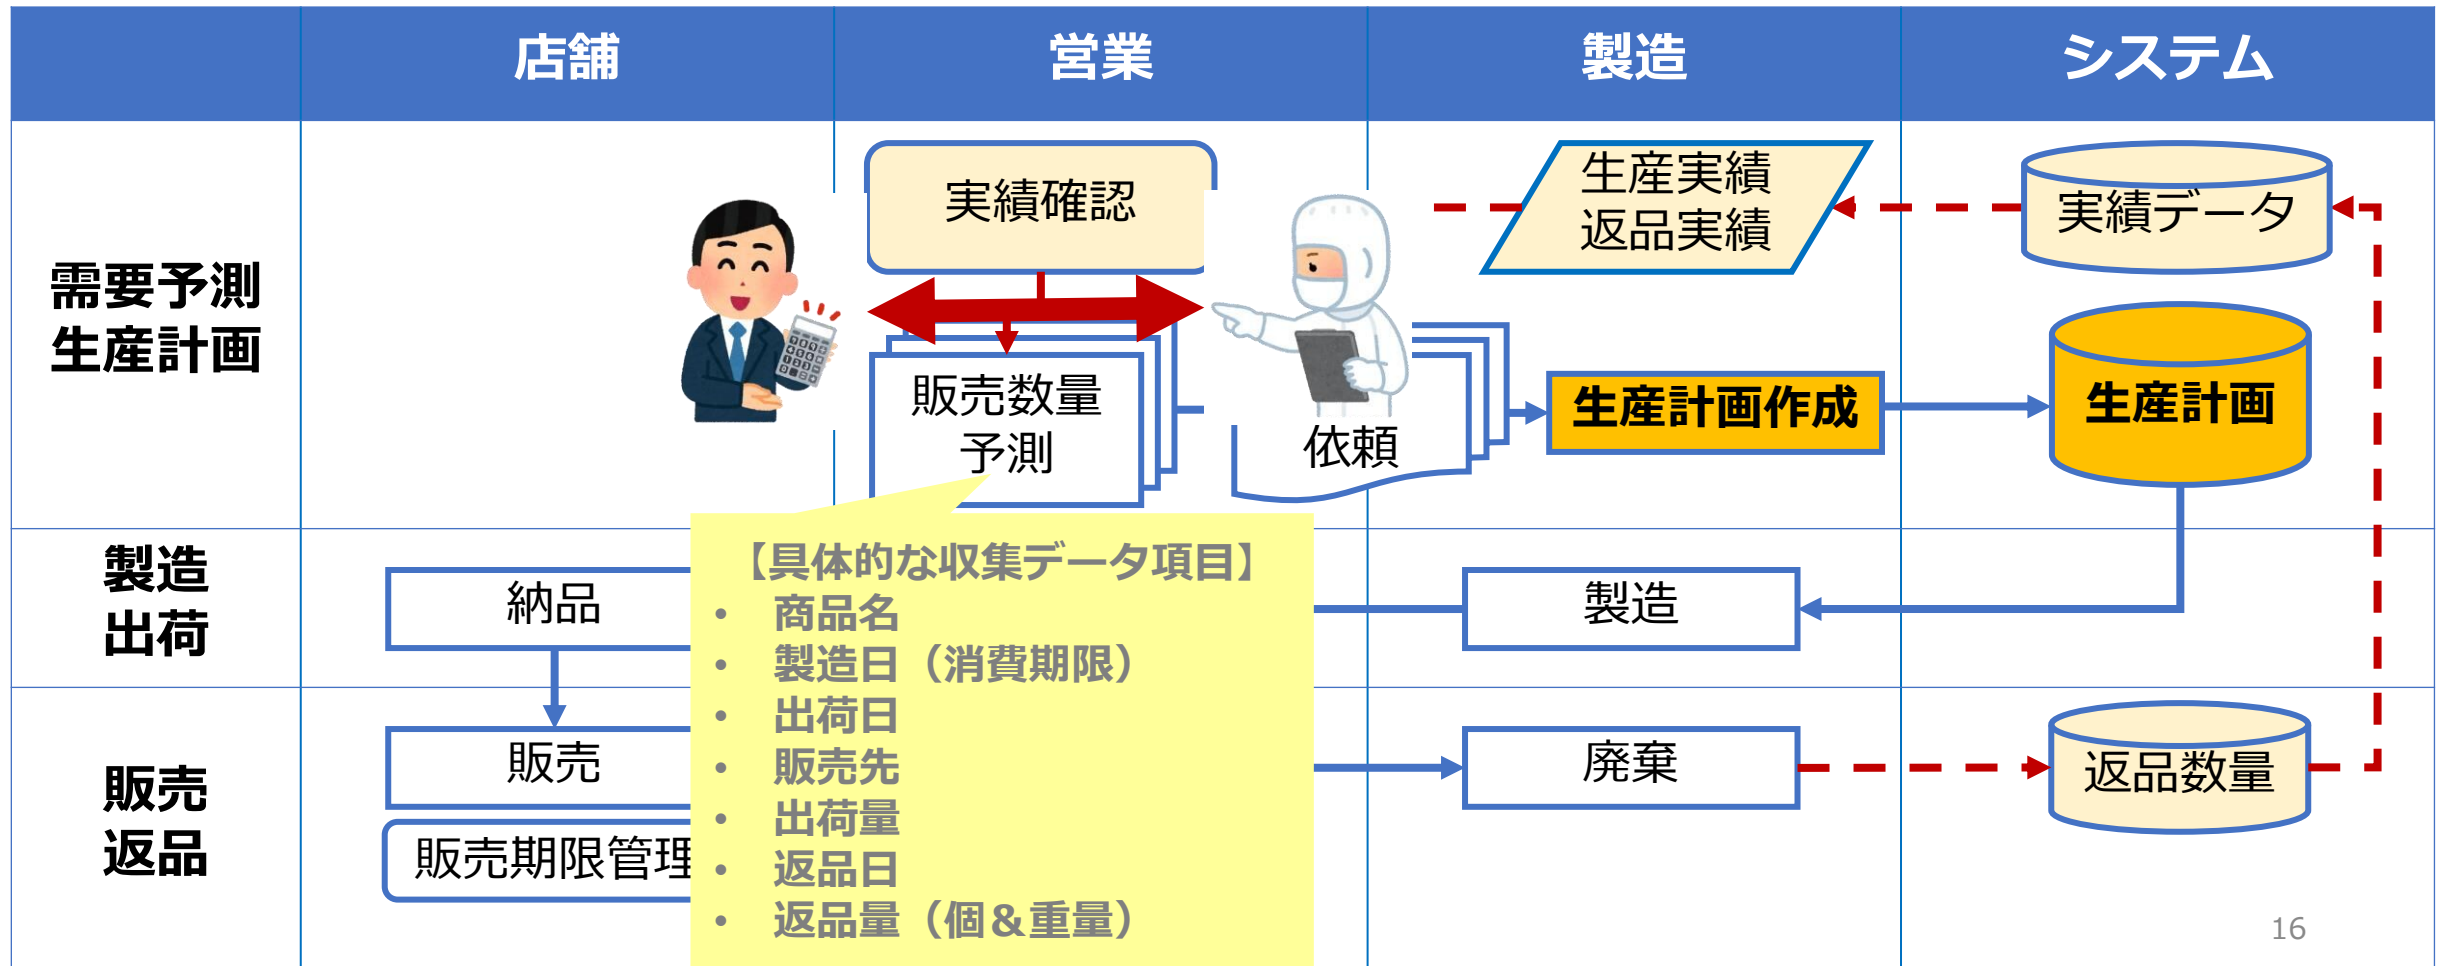 店舗
営業
製造
システム
需要予測
生産計画
実績確認
生産実績
返品実績
実績データ
販売数量
予測
依頼
生産計画作成
生産計画
製造
出荷
納品
製造
【具体的な収集データ項目】
• 商品名
• 製造日（消費期限）
• 出荷日
• 販売先
• 出荷量
• 返品日
• 返品量（個＆重量）
販売
返品
販売
販売期限管理
廃棄
返品数量
16